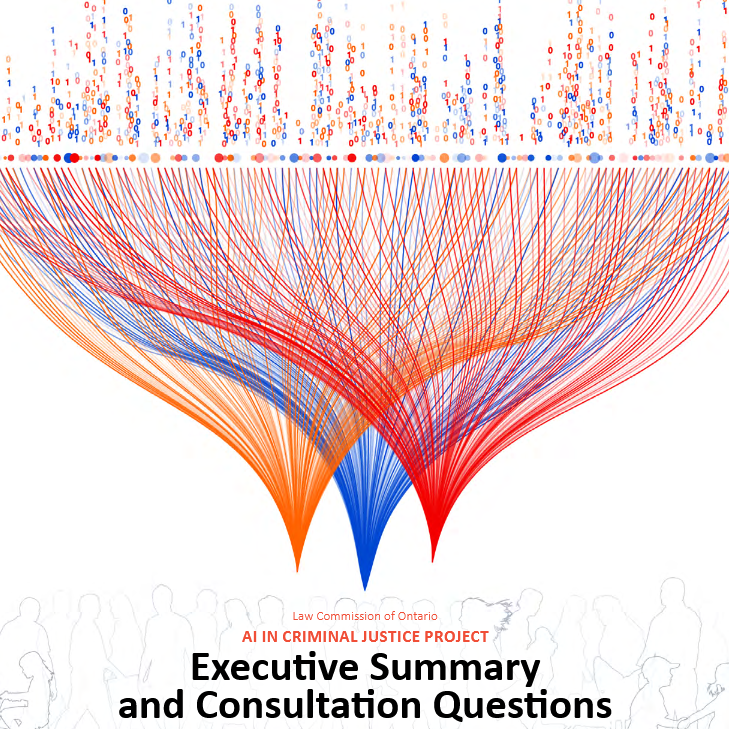 Law Commission of Ontario
AI IN CRIMINAL JUSTICE PROJECT
Executive Summary
and Consultation Questions